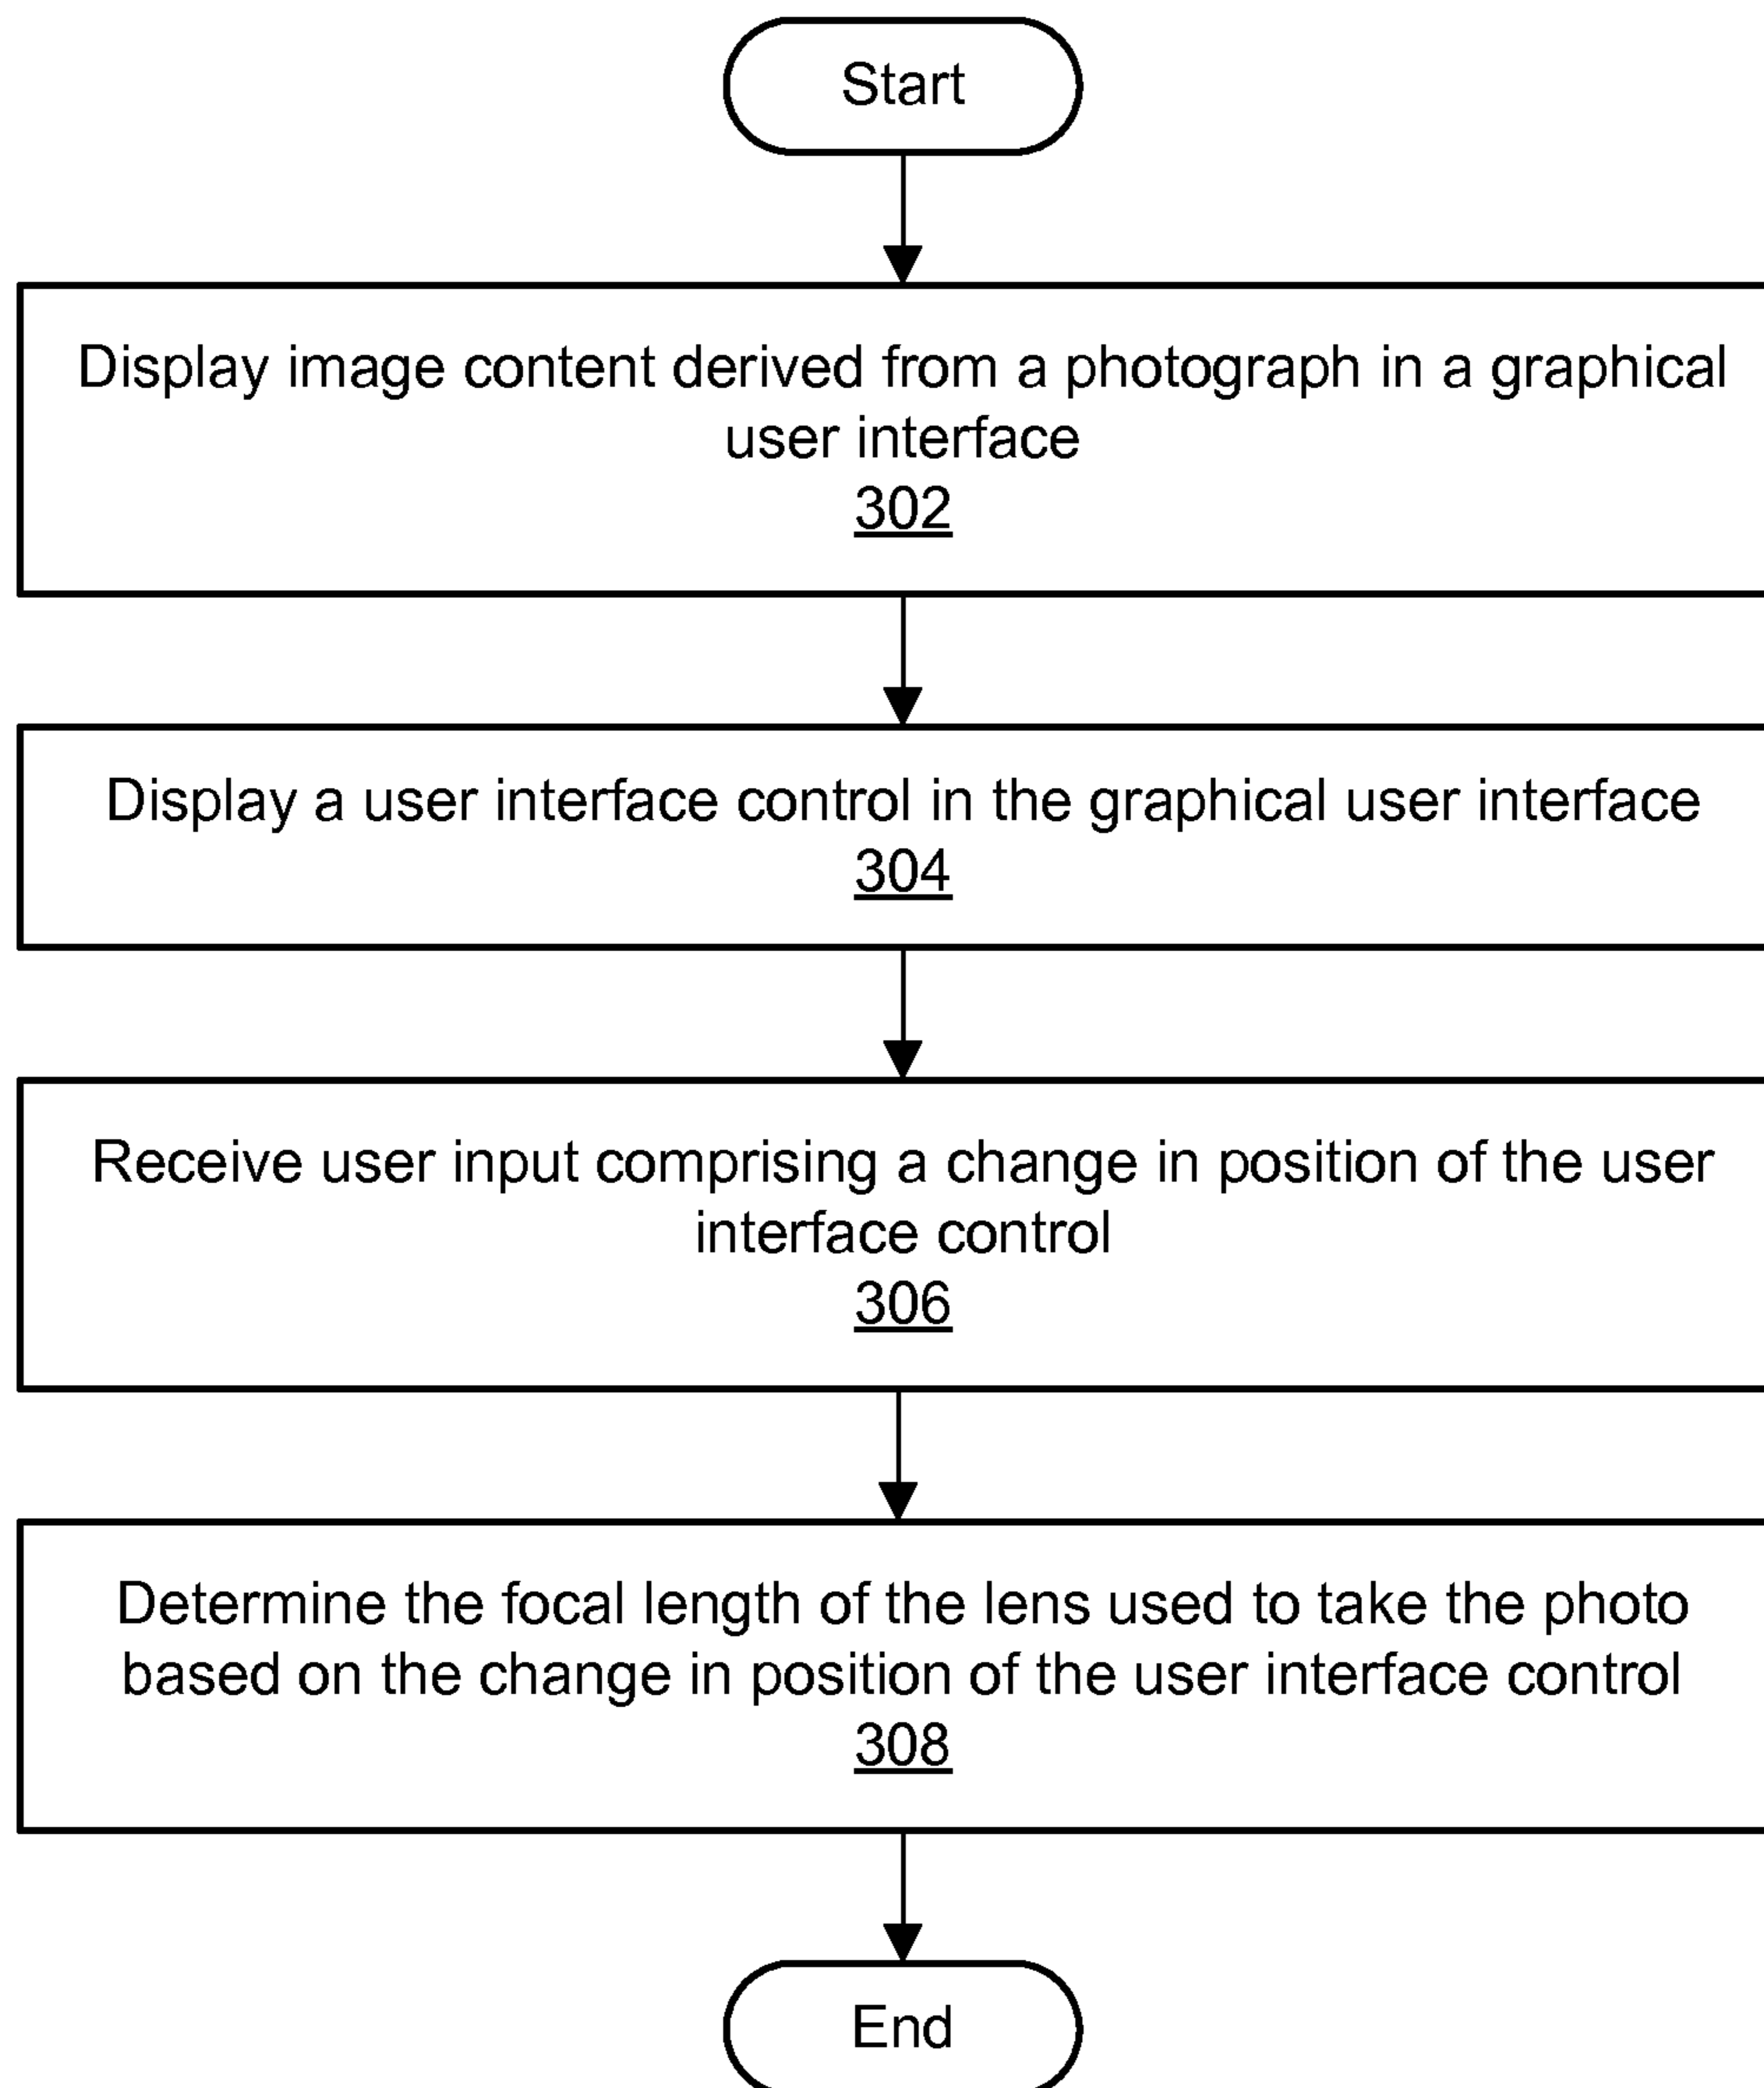 Start
Display image content derived from a photograph in a graphical
user interface
302
Display a user interface control in the graphical user interface
304
Receive user input comprising a change in position of the user
interface control
306
Determine the focal length of the lens used to take the photo
based on the change in position of the user interface control
308
End